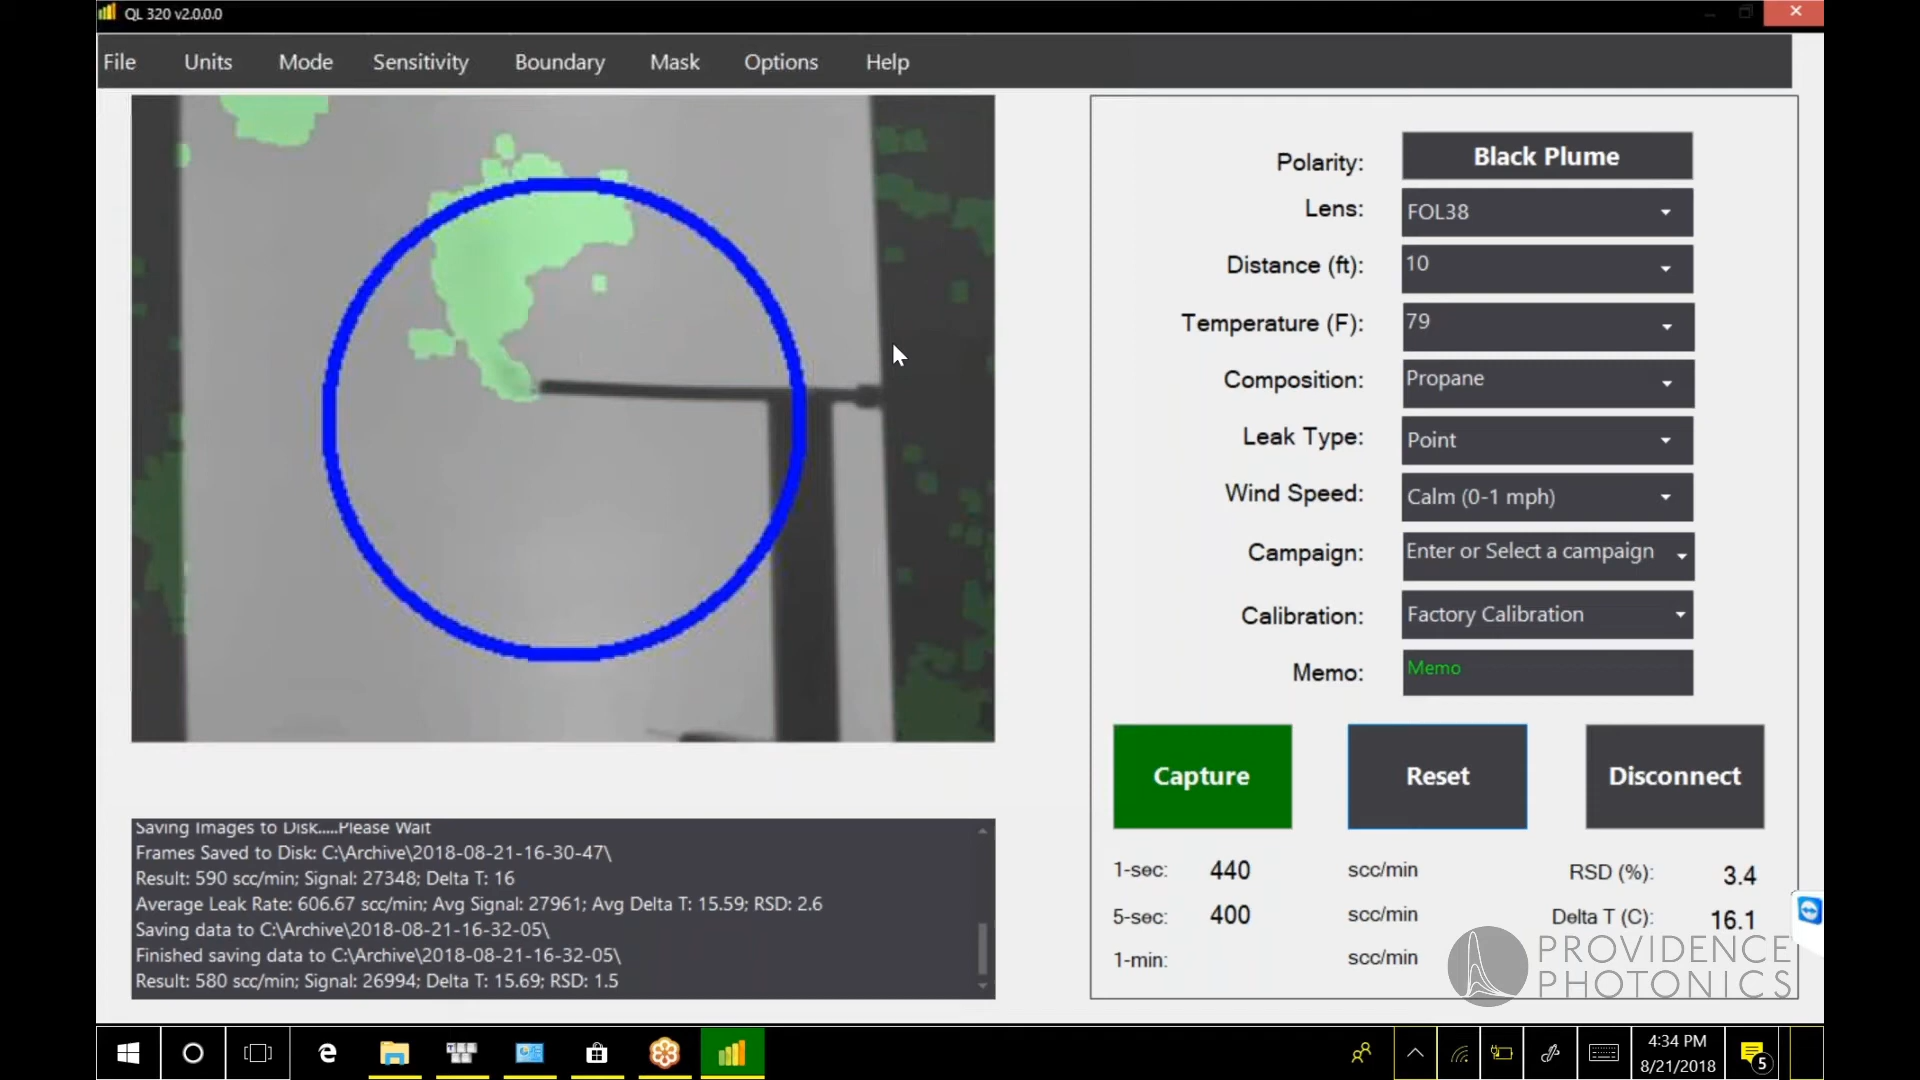 QL 320 v2.0.0.0
File Units Mode Sensitivity Boundary Mask Options Help
Polarity: Black Plume
Lens: FOL38
Distance (ft): 10
Temperature (F): 79
Composition: Propane
Leak Type: Point
Wind Speed: Calm (0-1 mph)
Campaign: Enter or Select a campaign
Calibration: Factory Calibration
Memo: Memo
Capture Reset Disconnect
Saving Images to Disk.....Please Wait
Frames Saved to Disk: C:\Archive\2018-08-21-16-30-47\
Result: 590 scc/min; Signal: 27348; Delta T: 16
Average Leak Rate: 606.67 scc/min; Avg Signal: 27961; Avg Delta T: 15.59; RSD: 2.6
Saving data to C:\Archive\2018-08-21-16-32-05\
Finished saving data to C:\Archive\2018-08-21-16-32-05\
Result: 580 scc/min; Signal: 26994; Delta T: 15.69; RSD: 1.5
1-sec: 440 scc/min RSD (%): 3.4
5-sec: 400 scc/min Delta T (C): 16.1
1-min: scc/min
PROVIDENCE
PHOTONICS
4:34 PM
8/21/2018
5